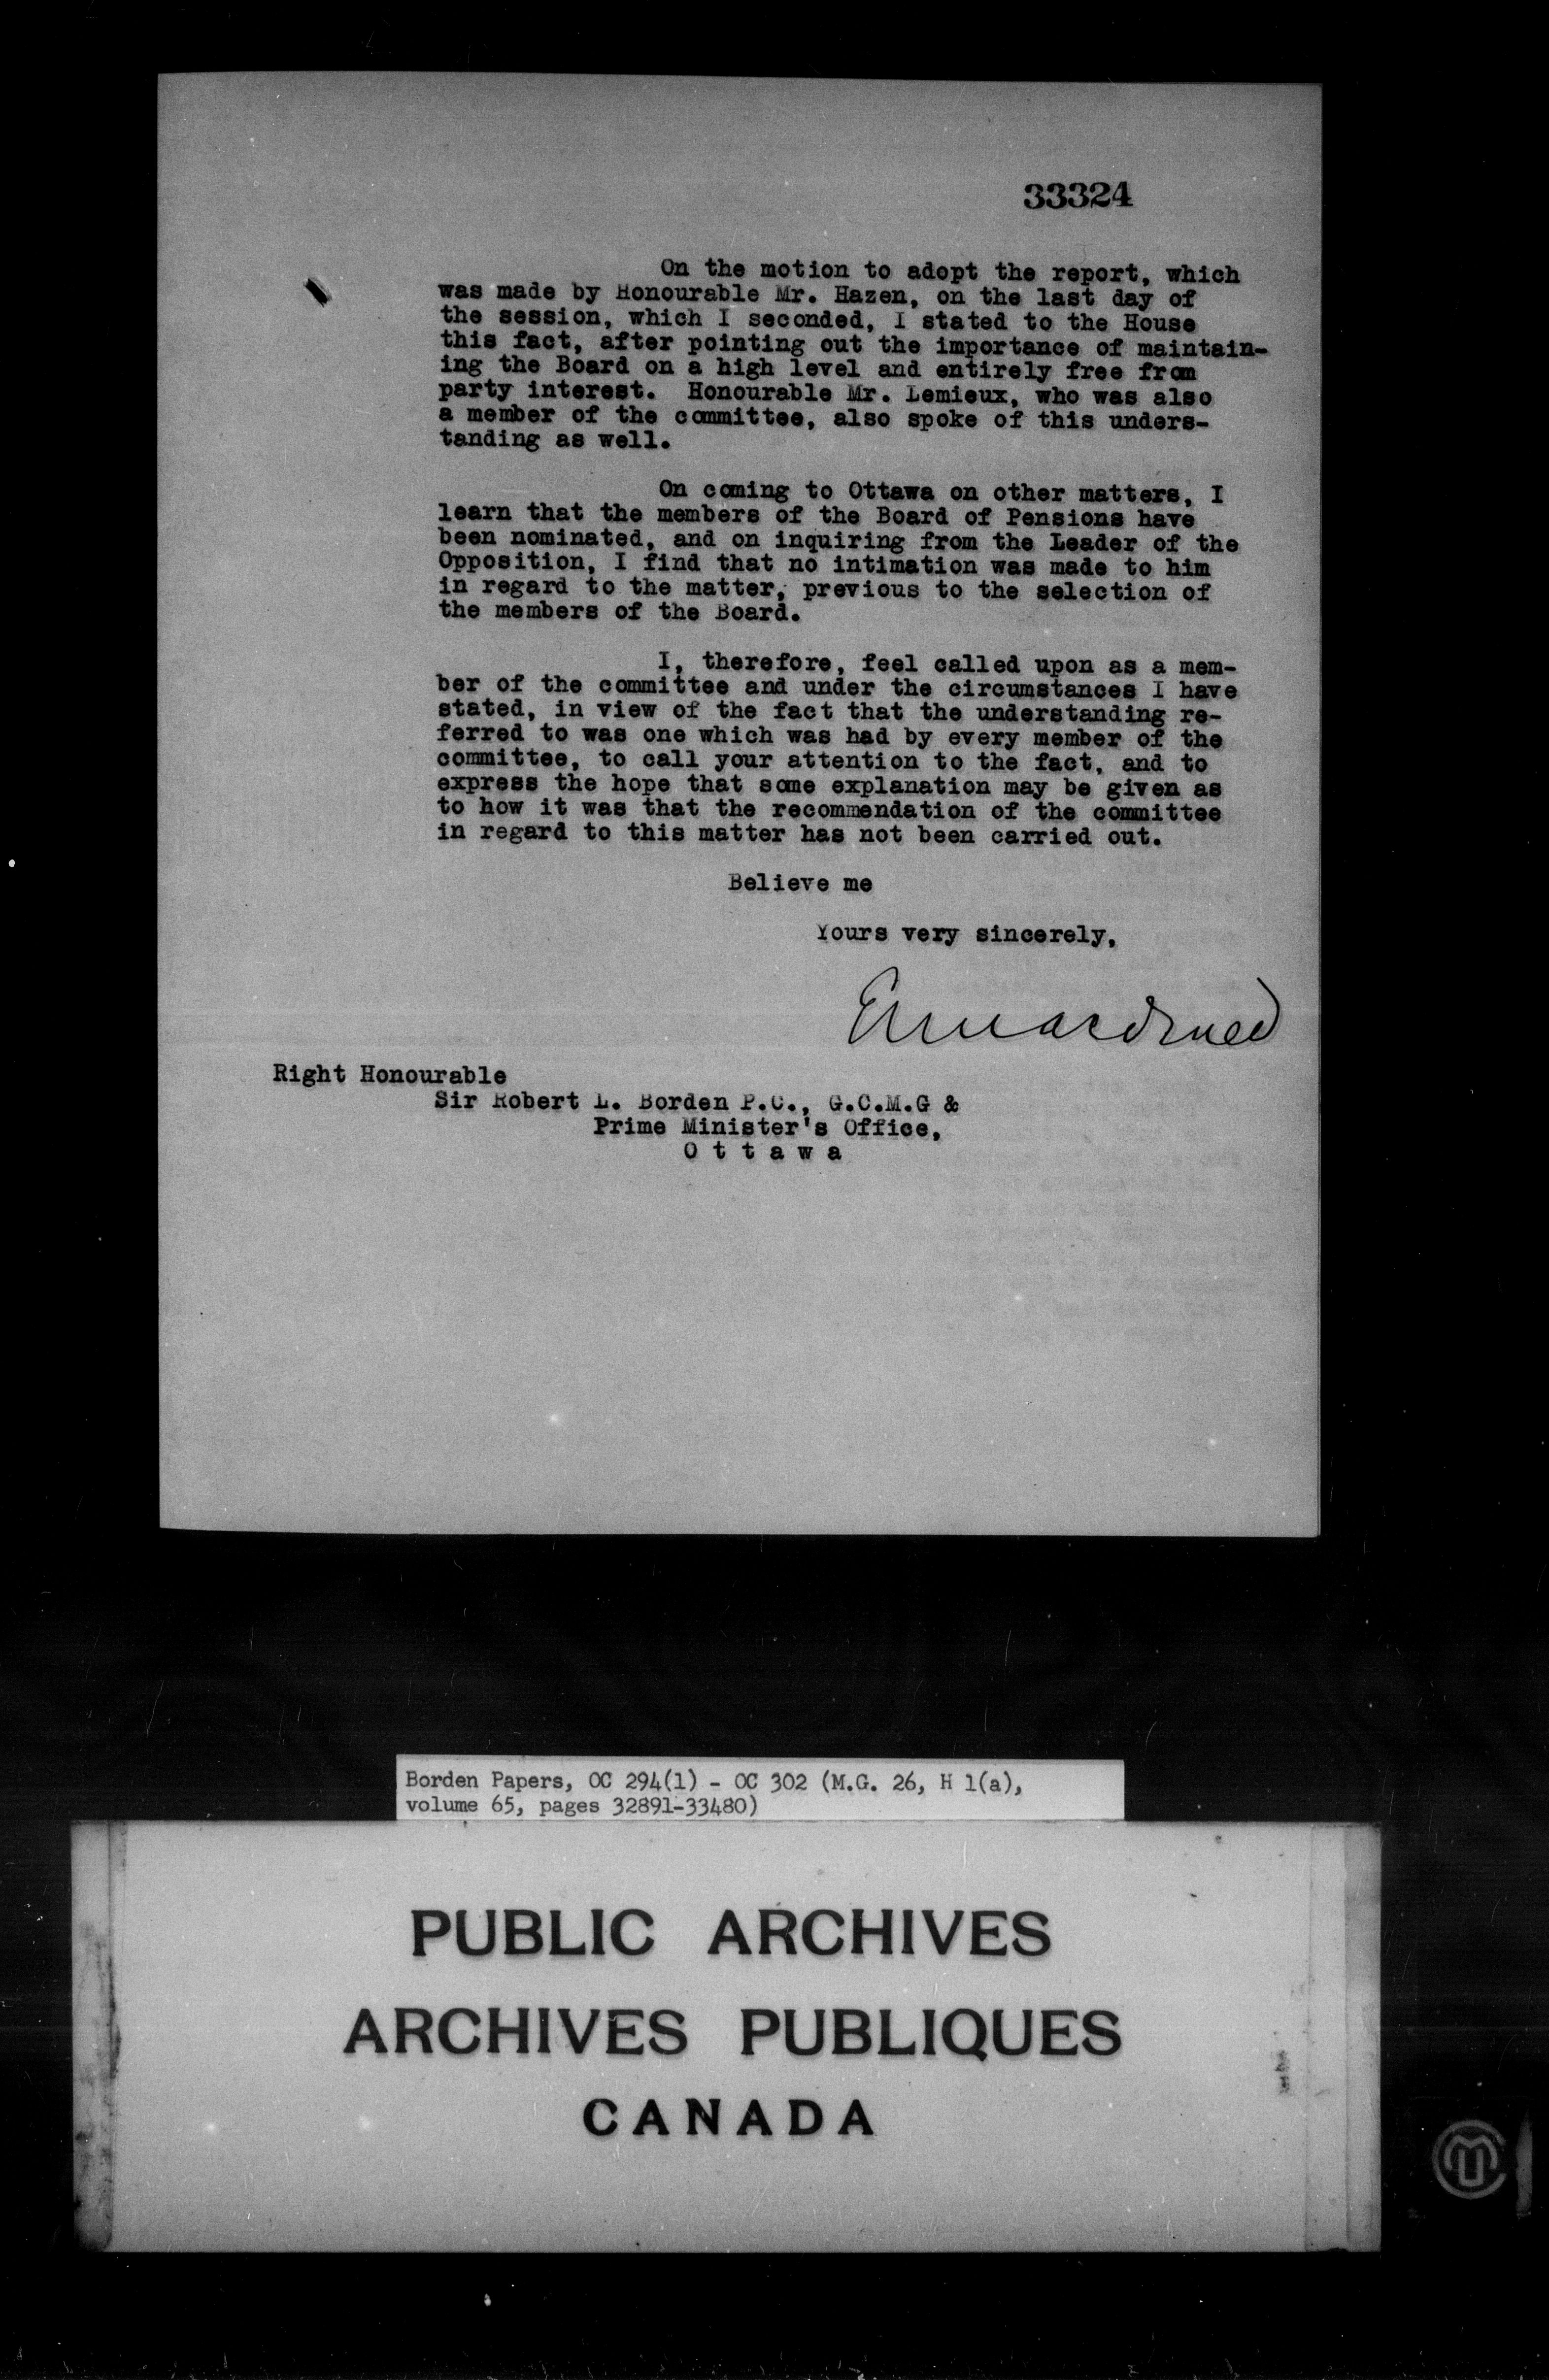 33324
On the motion to adopt the report, which
was made by Honourable Mr. Hazen, on the last day of
the session, which I seconded, I stated to the House
this fact, after pointing out the importance of maintain-
ing the Board on a high level and entirely free from
party interest. Honourable Mr. Lemieux, who was also
a member of the committee, also spoke of this unders-
tanding as well.
On coming to Ottawa on other matters, I
learn that the members of the Board of Pensions have
been nominated, and on inquiring from the Leader of the
Opposition, I find that no intimation was made to him
in regard to the matter, previous to the selection of
the members of the Board.
I, therefore, feel called upon as a mem-
ber of the committee and under the circumstances I have
stated, in view of the fact that the understanding re-
ferred to was one which was had by every member of the
committee, to call your attention to the fact, and to
express the hope that some explanation may be given as
to how it was that the recommendation of the committee
in regard to this matter has not been carried out.
Believe me
Yours very sincerely,
Right Honourable
Sir Robert L. Borden P.C., G.C.M.G &
Prime Minister's Office,
O t t a w a
Borden Papers, OC 294(1) - OC 302 (M.G. 26, H 1(a),
volume 65, pages 32891-33480)
PUBLIC ARCHIVES
ARCHIVES PUBLIQUES
CANADA